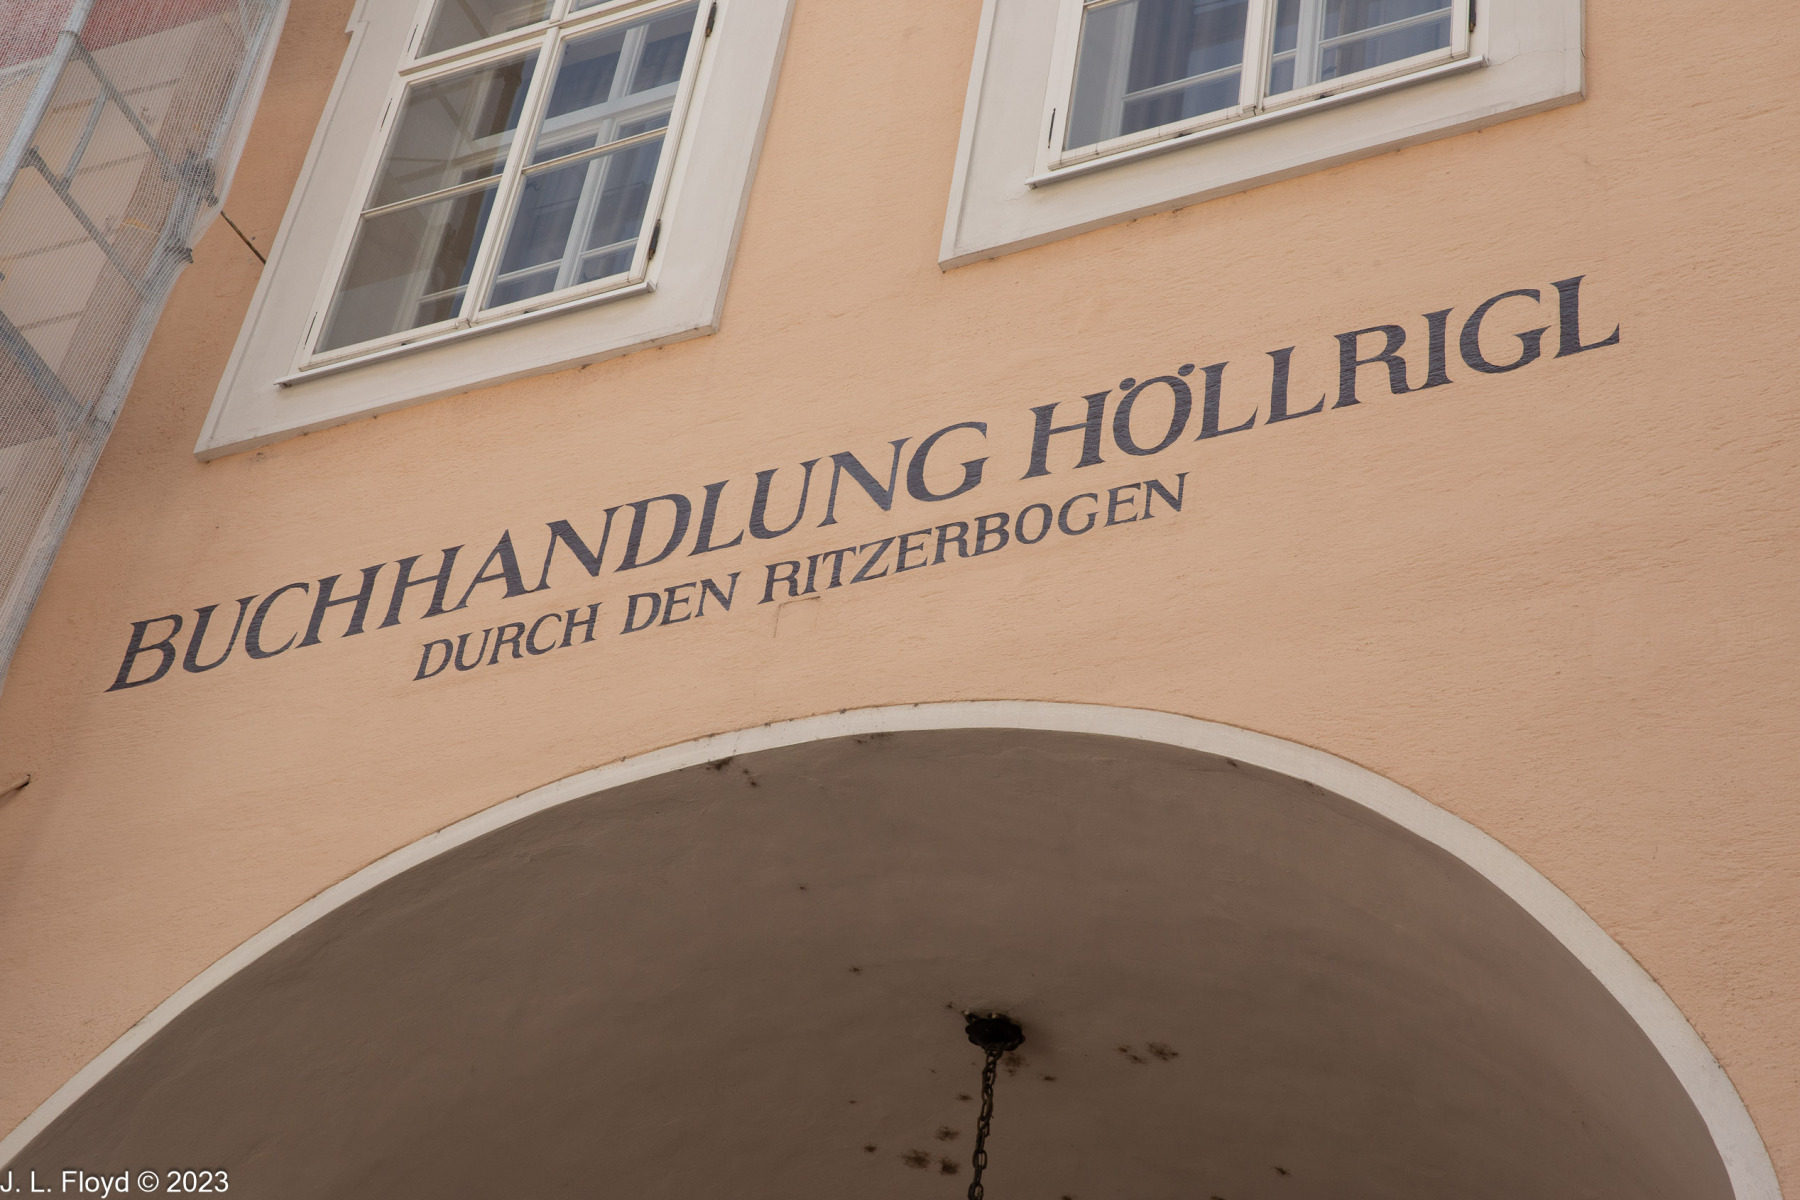 BUCHHANDLUNG HÖLLRIGL
DURCH DEN RITZERBOGEN
J. L. Floyd © 2023